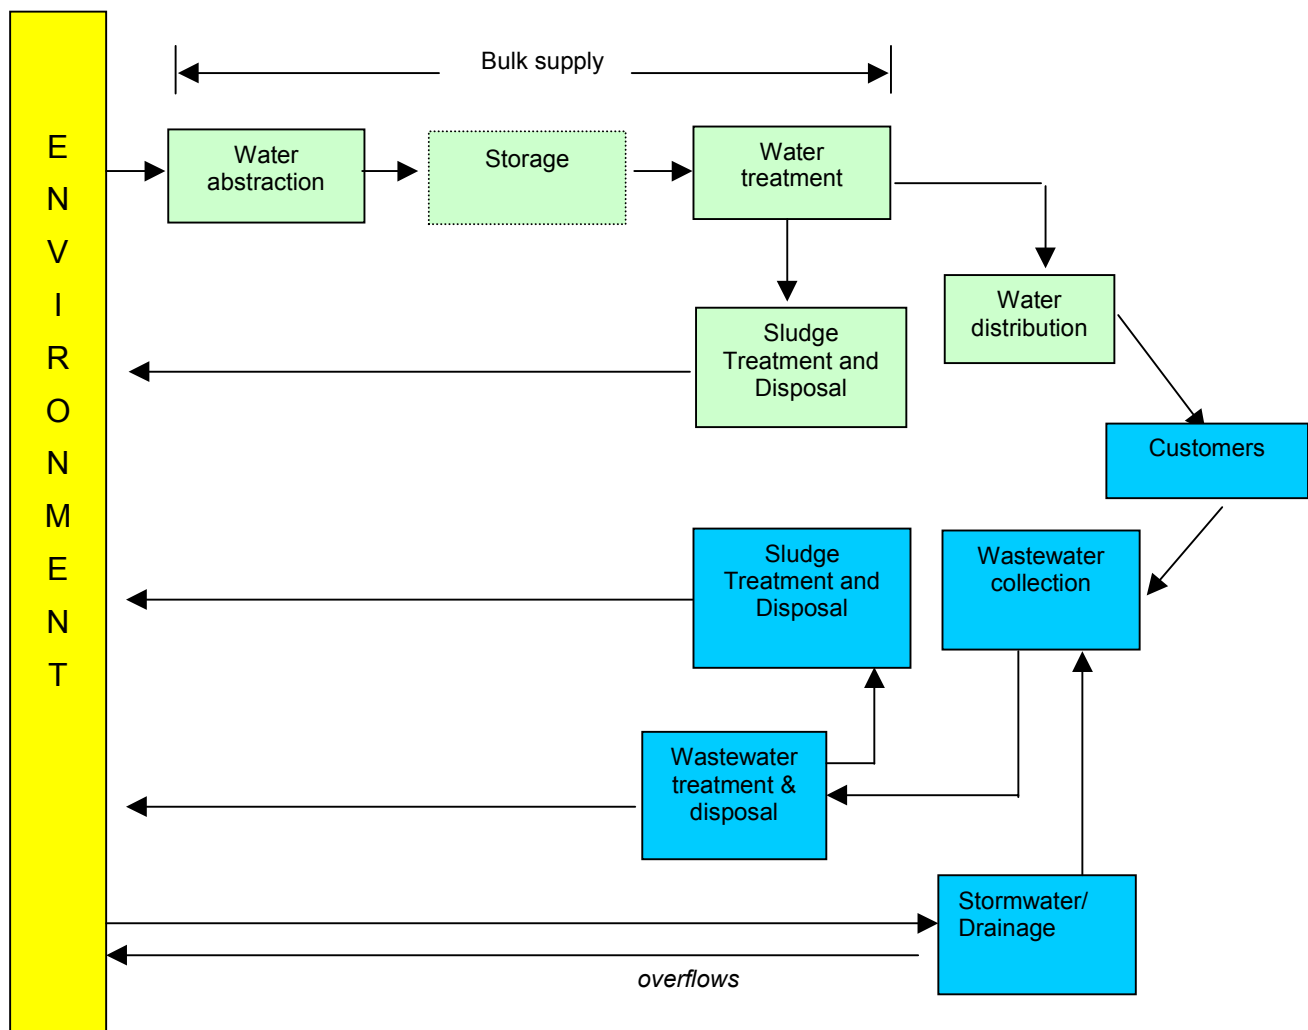 Bulk supply
E
N
V
I
R
O
N
M
E
N
T
Water
abstraction
Storage
Water
treatment
Water
distribution
Sludge
Treatment and
Disposal
Customers
Sludge
Treatment and
Disposal
Wastewater
collection
Wastewater
treatment &
disposal
Stormwater/
Drainage
overflows